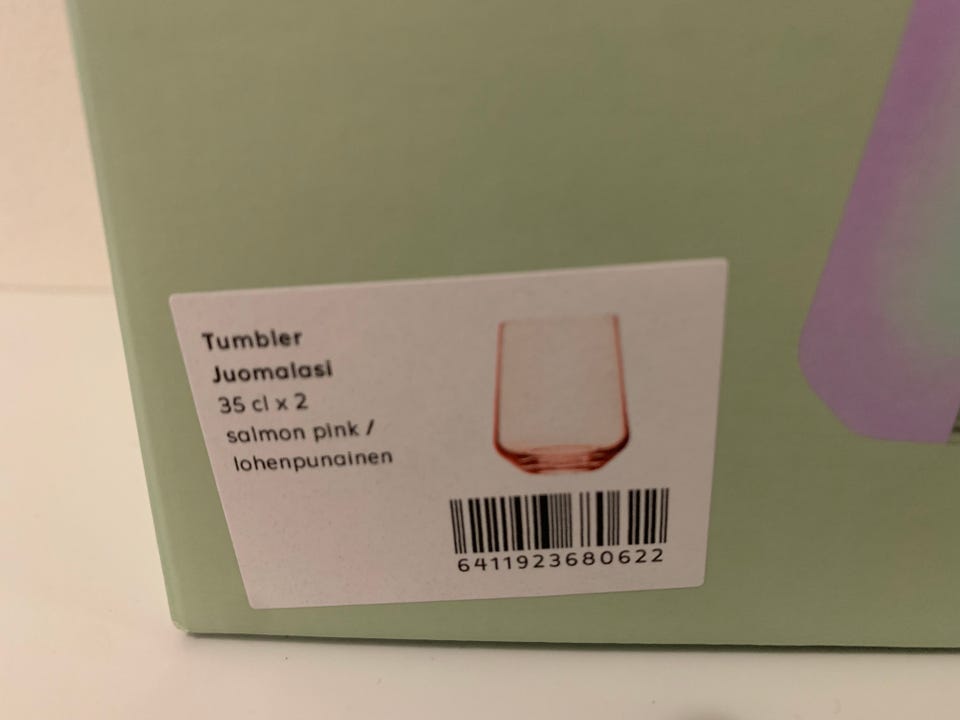 Tumbler
Juomalasi
35 cl x 2
salmon pink /
lohenpunainen
6411923680622